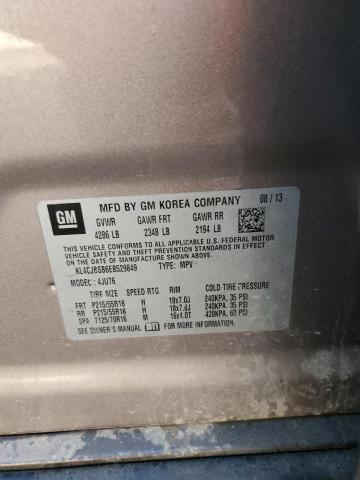 GM
MFD BY GM KOREA COMPANY 08/13
GVWR GAWR FRT GAWR RR
4286 LB 2348 LB 2194 LB
THIS VEHICLE CONFORMS TO ALL APPLICABLE U.S. FEDERAL MOTOR
VEHICLE SAFETY AND THEFT PREVENTION STANDARDS IN EFFECT ON
THE DATE OF MANUFACTURE SHOWN ABOVE.
KL4CJBSB6EB529849 TYPE: MPV
MODEL: 4JU76
TIRE SIZE SPEED RTG RIM COLD TIRE PRESSURE
FRT P215/55R18 H 18x7.0J 240KPA, 35 PSI
RR P215/55R18 H 18x7.0J 240KPA, 35 PSI
SPA T125/70R16 M 16x4.0T 420KPA, 60 PSI
SEE OWNER'S MANUAL FOR ADDITIONAL INFORMATION.